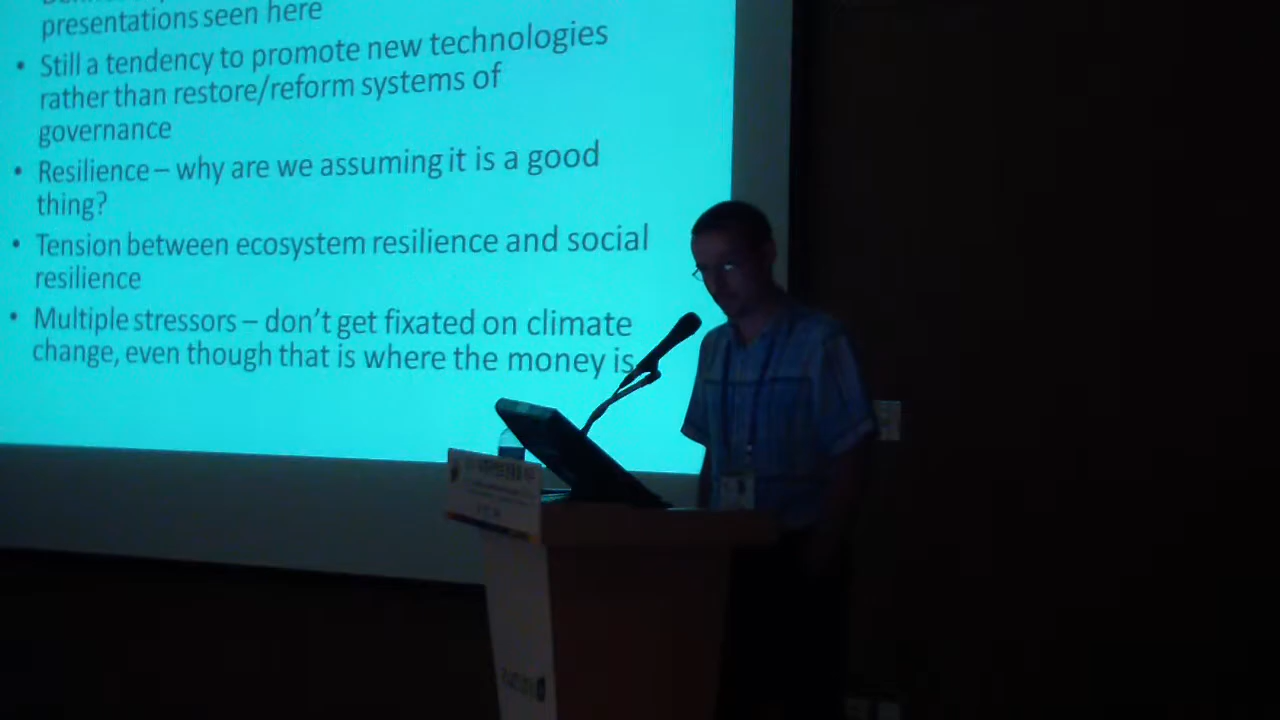 presentations seen here
• Still a tendency to promote new technologies
rather than restore/reform systems of
governance
• Resilience – why are we assuming it is a good
thing?
• Tension between ecosystem resilience and social
resilience
• Multiple stressors – don't get fixated on climate
change, even though that is where the money is